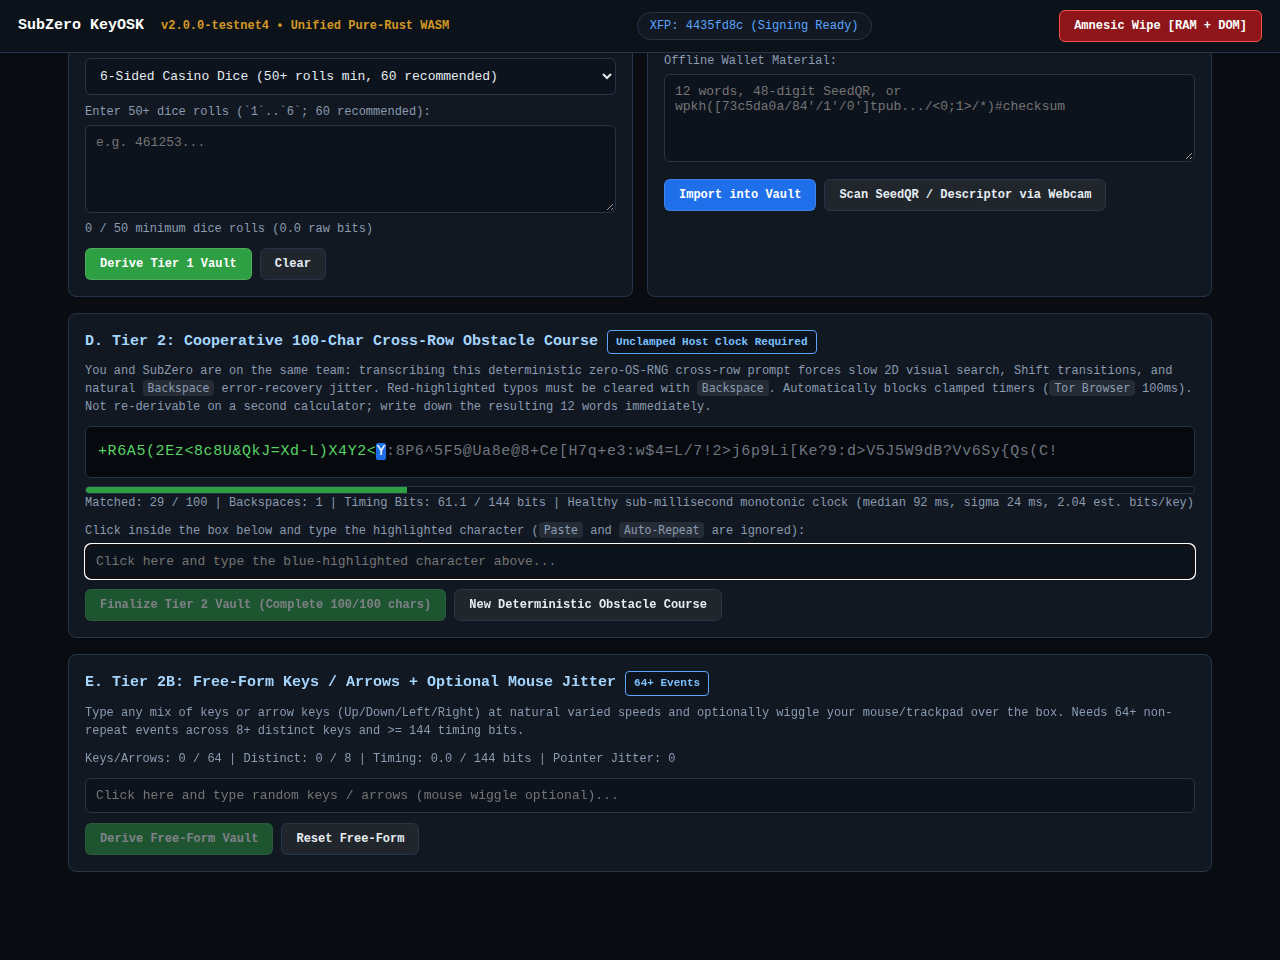 SubZero KeyOSK v2.0.0-testnet4 • Unified Pure-Rust WASM XFP: 4435fd8c (Signing Ready) Amnesic Wipe [RAM + DOM]
6-Sided Casino Dice (50+ rolls min, 60 recommended)
Enter 50+ dice rolls (`1`..`6`; 60 recommended):
e.g. 461253...
0 / 50 minimum dice rolls (0.0 raw bits)
Derive Tier 1 Vault Clear
Offline Wallet Material:
12 words, 48-digit SeedQR, or
wpkh([73c5da0a/84'/1'/0']tpub.../<0;1>/*)#checksum
Import into Vault Scan SeedQR / Descriptor via Webcam
D. Tier 2: Cooperative 100-Char Cross-Row Obstacle Course Unclamped Host Clock Required
You and SubZero are on the same team: transcribing this deterministic zero-OS-RNG cross-row prompt forces slow 2D visual search, Shift transitions, and
natural Backspace error-recovery jitter. Red-highlighted typos must be cleared with Backspace. Automatically blocks clamped timers (Tor Browser 100ms).
Not re-derivable on a second calculator; write down the resulting 12 words immediately.
+R6A5(2Ez<8c8U&QkJ=Xd-L)X4Y2<Y:8P6^5F5@Ua8e@8+Ce[H7q+e3:w$4=L/7!2>j6p9Li[Ke?9:d>V5J5W9dB?Vv6Sy{Qs(C!
Matched: 29 / 100 | Backspaces: 1 | Timing Bits: 61.1 / 144 bits | Healthy sub-millisecond monotonic clock (median 92 ms, sigma 24 ms, 2.04 est. bits/key)
Click inside the box below and type the highlighted character (Paste and Auto-Repeat are ignored):
Click here and type the blue-highlighted character above...
Finalize Tier 2 Vault (Complete 100/100 chars) New Deterministic Obstacle Course
E. Tier 2B: Free-Form Keys / Arrows + Optional Mouse Jitter 64+ Events
Type any mix of keys or arrow keys (Up/Down/Left/Right) at natural varied speeds and optionally wiggle your mouse/trackpad over the box. Needs 64+ non-
repeat events across 8+ distinct keys and >= 144 timing bits.
Keys/Arrows: 0 / 64 | Distinct: 0 / 8 | Timing: 0.0 / 144 bits | Pointer Jitter: 0
Click here and type random keys / arrows (mouse wiggle optional)...
Derive Free-Form Vault Reset Free-Form